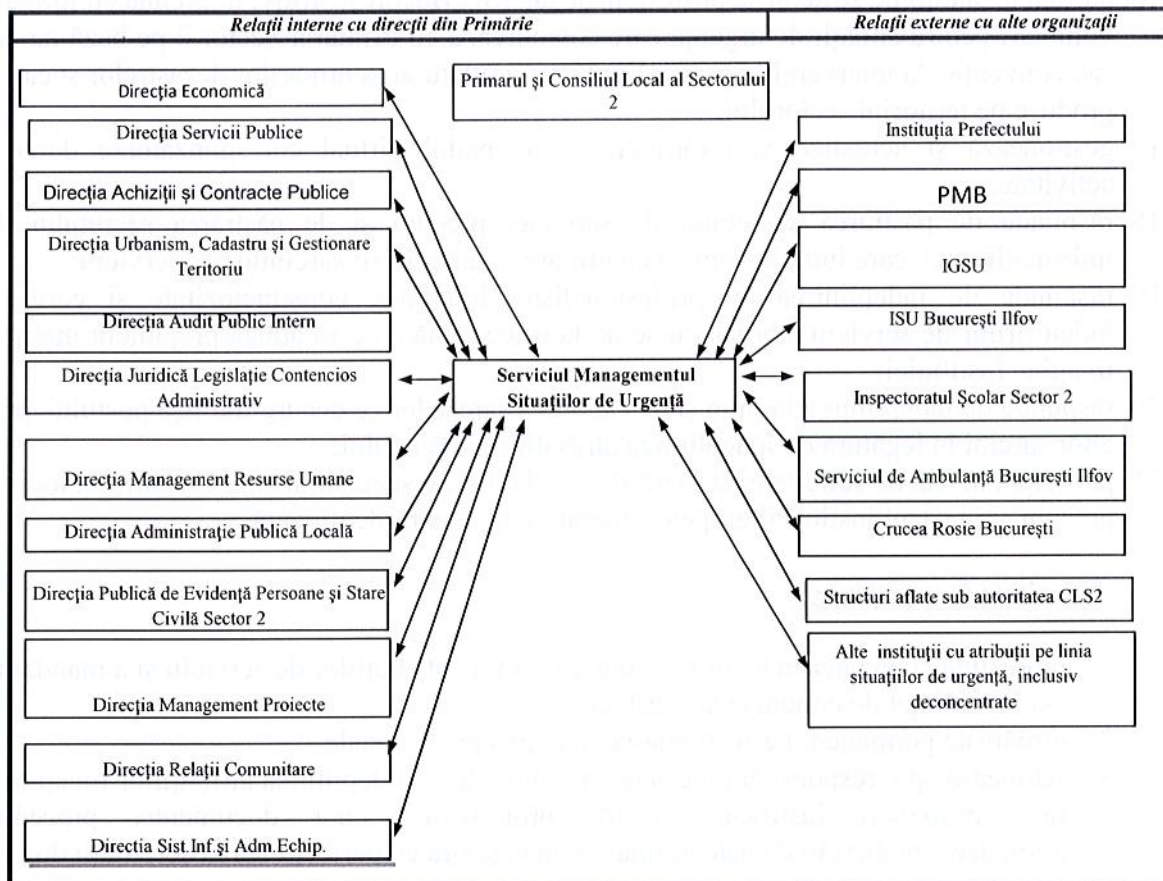 Relații interne cu direcții din Primărie
Relații externe cu alte organizații
Primarul și Consiliul Local al Sectorului
2
Direcția Economică
Direcția Servicii Publice
Direcția Achiziții și Contracte Publice
Direcția Urbanism, Cadastru și Gestionare
Teritoriu
Direcția Audit Public Intern
Direcția Juridică Legislație Contencios
Administrativ
Direcția Management Resurse Umane
Direcția Administrație Publică Locală
Direcția Publică de Evidență Persoane și Stare
Civilă Sector 2
Direcția Management Proiecte
Direcția Relații Comunitare
Directia Sist.Inf.și Adm.Echip.
Serviciul Managementul
Situațiilor de Urgență
Instituția Prefectului
PMB
IGSU
ISU București Ilfov
Inspectoratul Școlar Sector 2
Serviciul de Ambulanță București Ilfov
Crucea Rosie București
Structuri aflate sub autoritatea CLS2
Alte instituții cu atribuții pe linia
situațiilor de urgență, inclusiv
deconcentrate